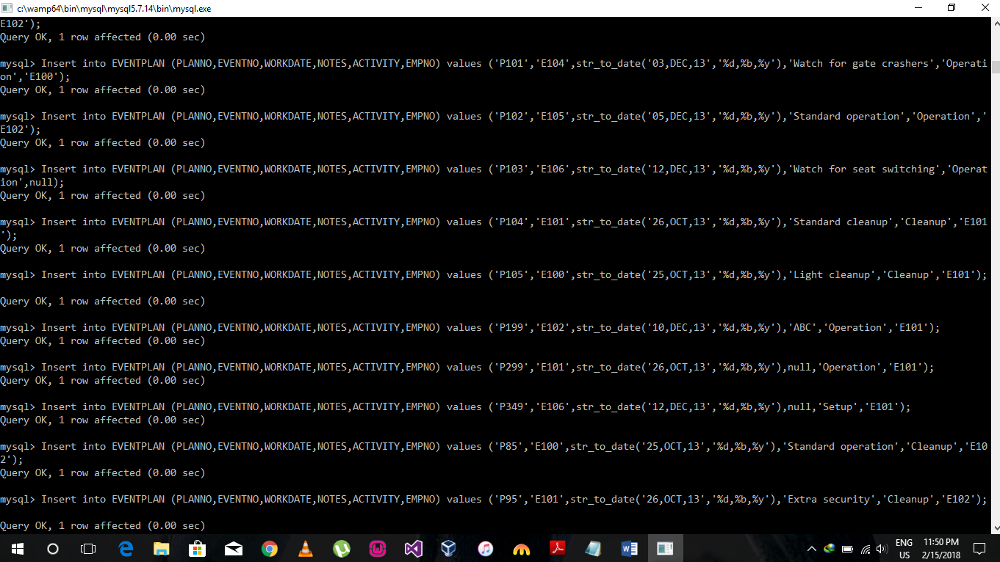 c:\wamp64\bin\mysql\mysql5.7.14\bin\mysql.exe
E102');
Query OK, 1 row affected (0.00 sec)
mysql> Insert into EVENTPLAN (PLANNO,EVENTNO,WORKDATE,NOTES,ACTIVITY,EMPNO) values ('P101','E104',str_to_date('03,DEC,13','%d,%b,%y'),'Watch for gate crashers','Operati
on','E100');
Query OK, 1 row affected (0.00 sec)
mysql> Insert into EVENTPLAN (PLANNO,EVENTNO,WORKDATE,NOTES,ACTIVITY,EMPNO) values ('P102','E105',str_to_date('05,DEC,13','%d,%b,%y'),'Standard operation','Operation','
E102');
Query OK, 1 row affected (0.00 sec)
mysql> Insert into EVENTPLAN (PLANNO,EVENTNO,WORKDATE,NOTES,ACTIVITY,EMPNO) values ('P103','E106',str_to_date('12,DEC,13','%d,%b,%y'),'Watch for seat switching','Operat
ion',null);
Query OK, 1 row affected (0.00 sec)
mysql> Insert into EVENTPLAN (PLANNO,EVENTNO,WORKDATE,NOTES,ACTIVITY,EMPNO) values ('P104','E101',str_to_date('26,OCT,13','%d,%b,%y'),'Standard cleanup','Cleanup','E101
');
Query OK, 1 row affected (0.00 sec)
mysql> Insert into EVENTPLAN (PLANNO,EVENTNO,WORKDATE,NOTES,ACTIVITY,EMPNO) values ('P105','E100',str_to_date('25,OCT,13','%d,%b,%y'),'Light cleanup','Cleanup','E101');
Query OK, 1 row affected (0.00 sec)
mysql> Insert into EVENTPLAN (PLANNO,EVENTNO,WORKDATE,NOTES,ACTIVITY,EMPNO) values ('P199','E102',str_to_date('10,DEC,13','%d,%b,%y'),'ABC','Operation','E101');
Query OK, 1 row affected (0.00 sec)
mysql> Insert into EVENTPLAN (PLANNO,EVENTNO,WORKDATE,NOTES,ACTIVITY,EMPNO) values ('P299','E101',str_to_date('26,OCT,13','%d,%b,%y'),null,'Operation','E101');
Query OK, 1 row affected (0.00 sec)
mysql> Insert into EVENTPLAN (PLANNO,EVENTNO,WORKDATE,NOTES,ACTIVITY,EMPNO) values ('P349','E106',str_to_date('12,DEC,13','%d,%b,%y'),null,'Setup','E101');
Query OK, 1 row affected (0.00 sec)
mysql> Insert into EVENTPLAN (PLANNO,EVENTNO,WORKDATE,NOTES,ACTIVITY,EMPNO) values ('P85','E100',str_to_date('25,OCT,13','%d,%b,%y'),'Standard operation','Cleanup','E10
2');
Query OK, 1 row affected (0.00 sec)
mysql> Insert into EVENTPLAN (PLANNO,EVENTNO,WORKDATE,NOTES,ACTIVITY,EMPNO) values ('P95','E101',str_to_date('26,OCT,13','%d,%b,%y'),'Extra security','Cleanup','E102');
Query OK, 1 row affected (0.00 sec)
ENG 11:50 PM
US 2/15/2018